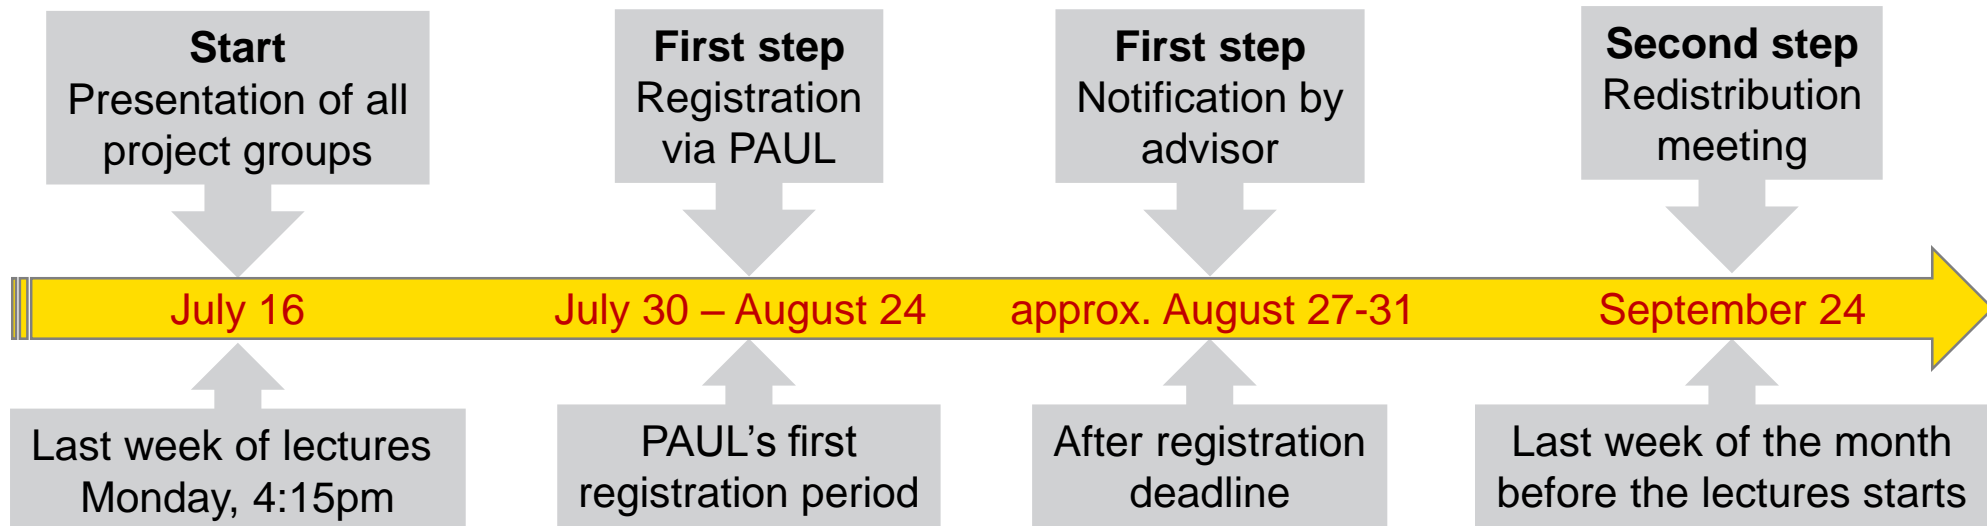 Start
Presentation of all
project groups
First step
Registration
via PAUL
First step
Notification by
advisor
Second step
Redistribution
meeting
July 16
July 30 – August 24
approx. August 27-31
September 24
Last week of lectures
Monday, 4:15pm
PAUL’s first
registration period
After registration
deadline
Last week of the month
before the lectures starts